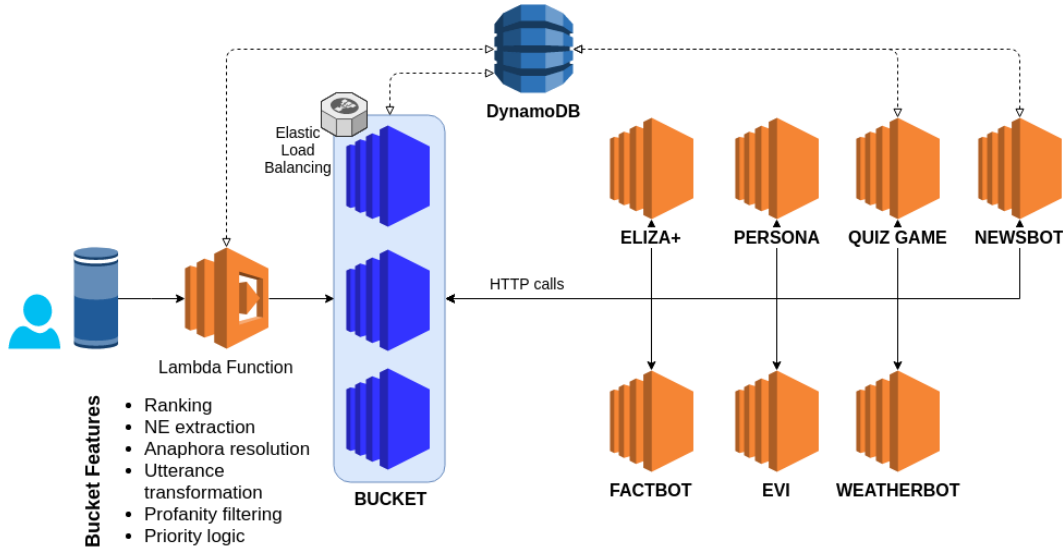 DynamoDB
Elastic
Load
Balancing
ELIZA+
PERSONA
QUIZ GAME
NEWSBOT
HTTP calls
Lambda Function
Bucket Features
• Ranking
• NE extraction
• Anaphora resolution
• Utterance
transformation
• Profanity filtering
• Priority logic
BUCKET
FACTBOT
EVI
WEATHERBOT